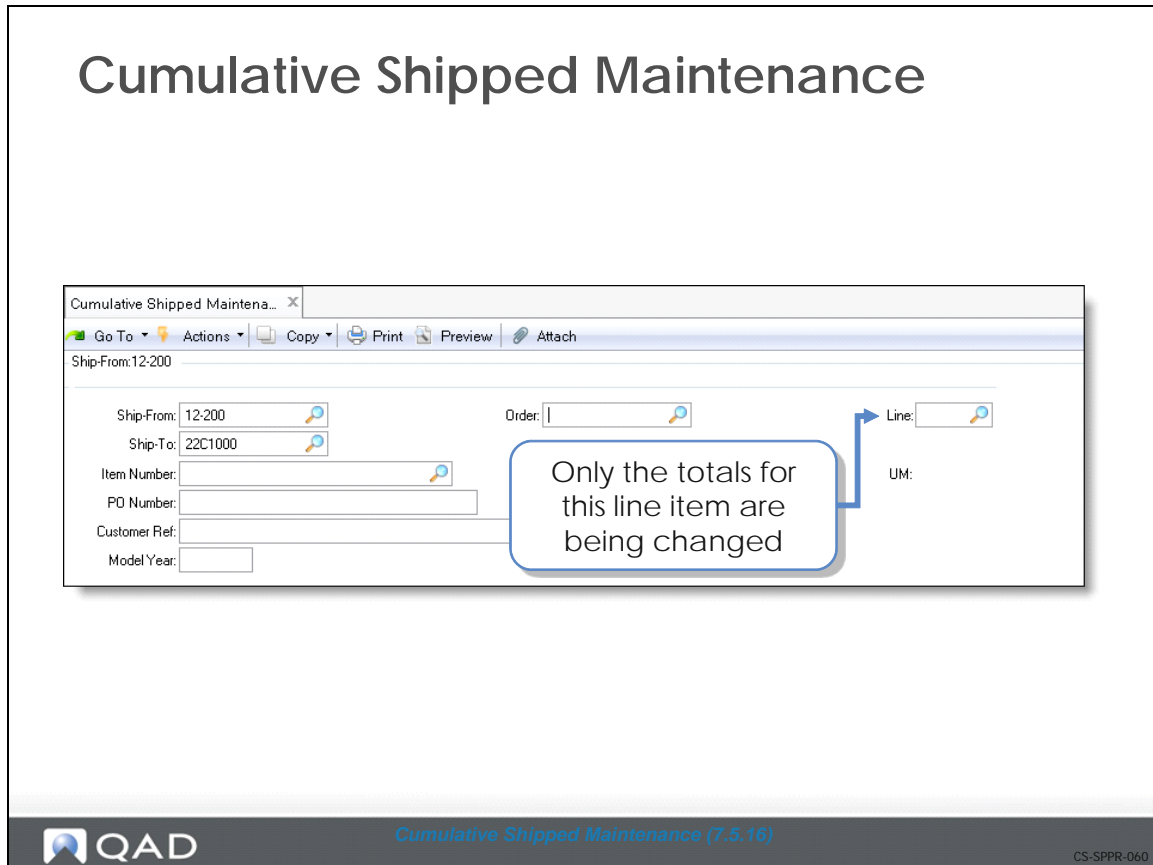 Cumulative Shipped Maintenance
Cumulative Shipped Maintena... X
Go To Actions Copy Print Preview Attach
Ship-From:12-200
Ship-From: 12-200 Order: Line:
Ship-To: 22C1000
Item Number: UM:
PO Number:
Customer Ref:
Model Year:
Only the totals for
this line item are
being changed
QAD
Cumulative Shipped Maintenance (7.5.16)
CS-SPPR-060